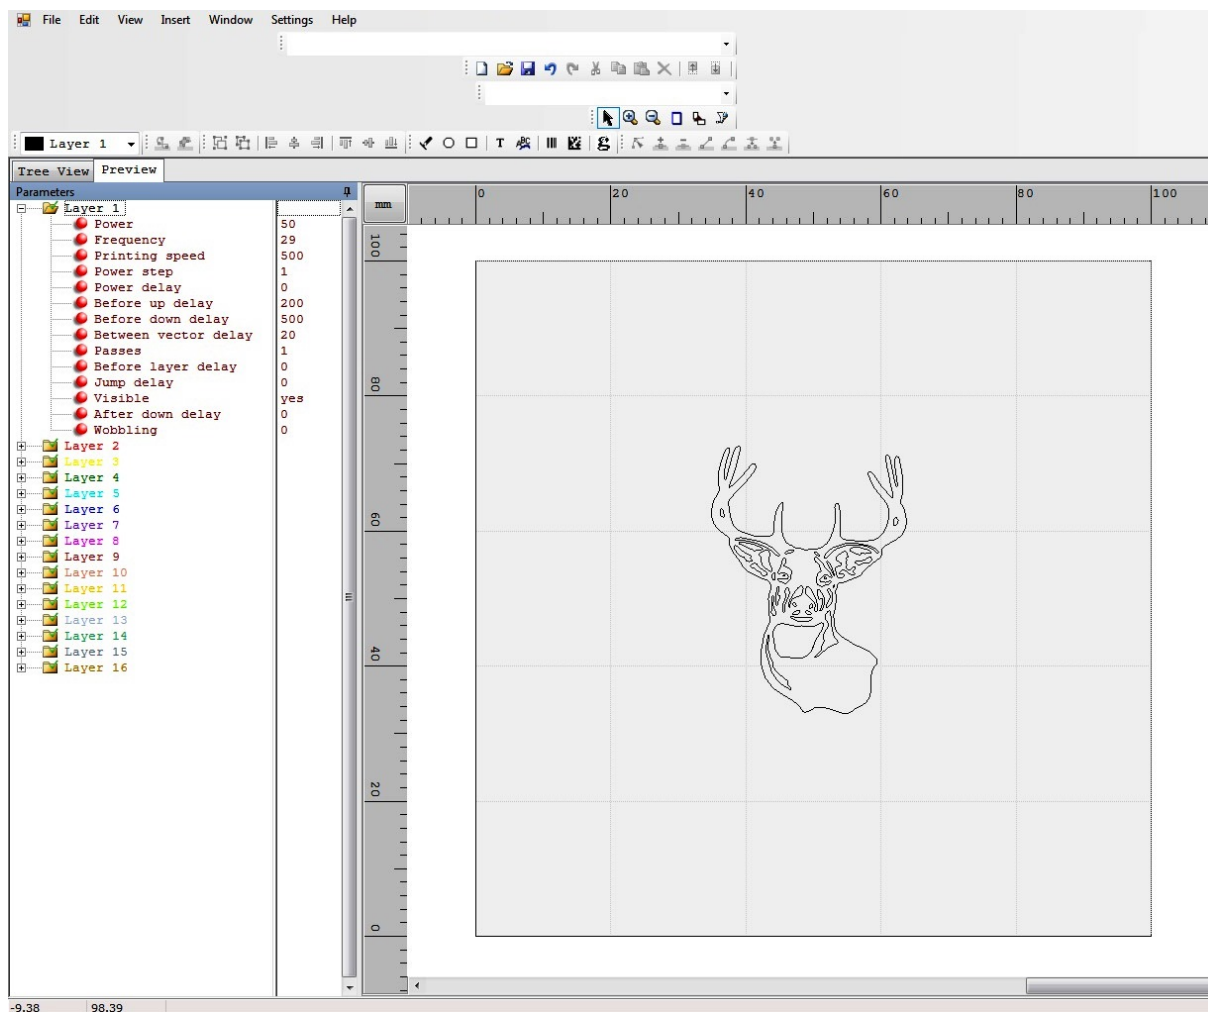 File Edit View Insert Window Settings Help
Layer 1
T ABC g
Tree View Preview
Parameters
mm 0 20 40 60 80 100
Layer 1
Power 50
Frequency 29
Printing speed 500
Power step 1
Power delay 0
Before up delay 200
Before down delay 500
Between vector delay 20
Passes 1
Before layer delay 0
Jump delay 0
Visible yes
After down delay 0
Wobbling 0
Layer 2
Layer 3
Layer 4
Layer 5
Layer 6
Layer 7
Layer 8
Layer 9
Layer 10
Layer 11
Layer 12
Layer 13
Layer 14
Layer 15
Layer 16
100
80
60
40
20
0
-9.38 98.39